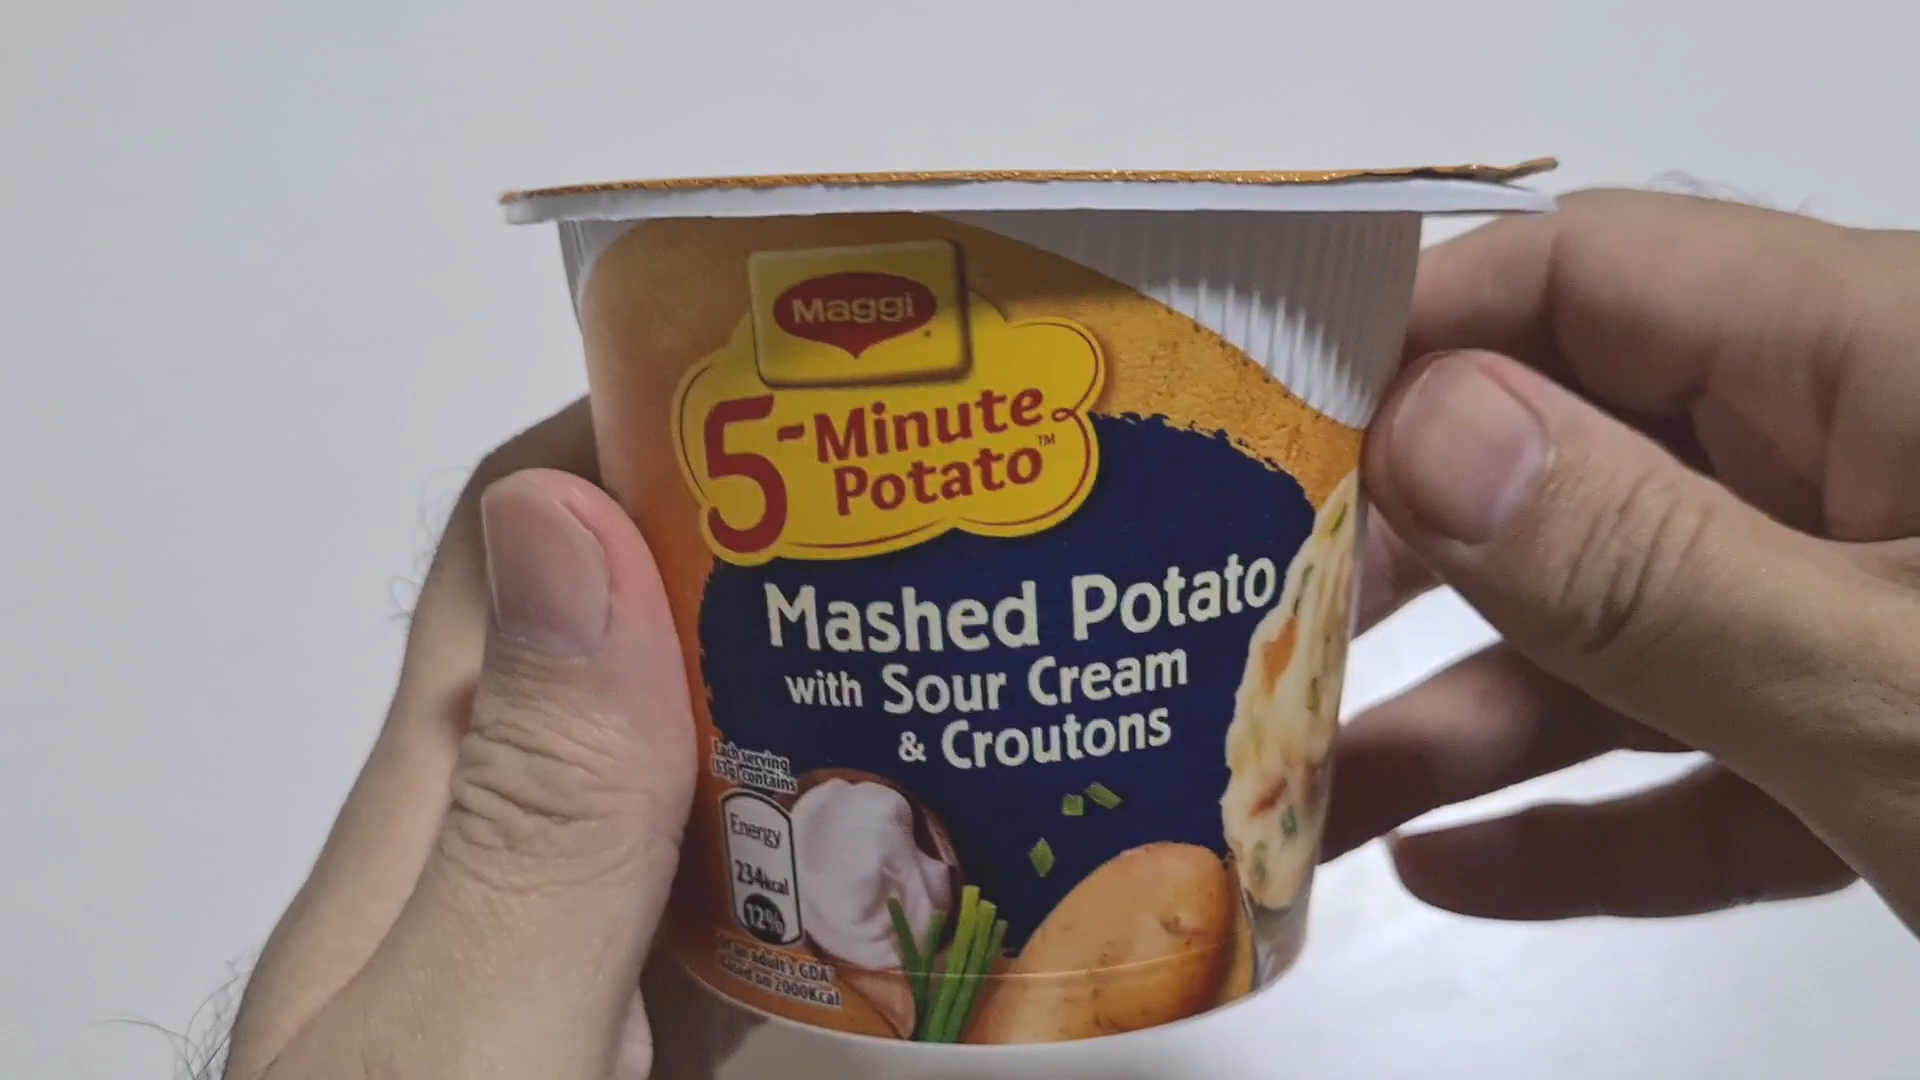 Maggi
5-Minute
Potato™
Mashed Potato
with Sour Cream
& Croutons
Each serving
(53g) contains
Energy
234kcal
12%
of an adult's GDA
based on 2000Kcal